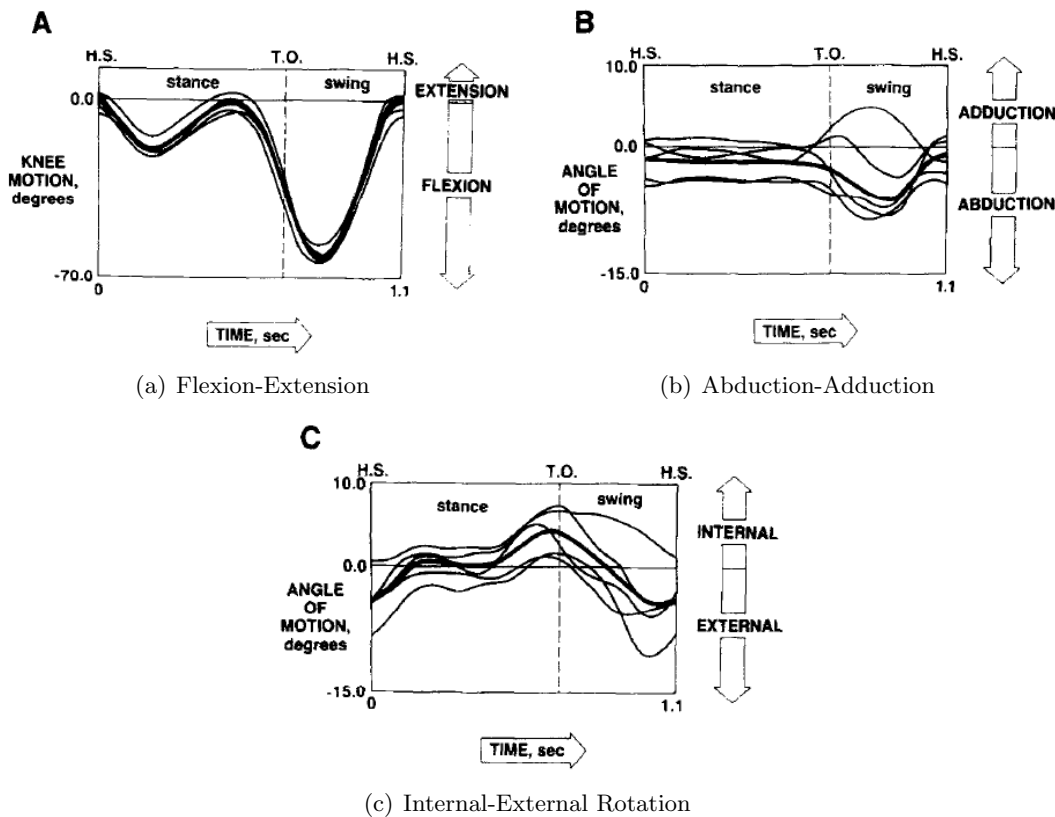 A
H.S.
T.O.
H.S.
stance
swing
0.0
EXTENSION
KNEE
MOTION,
degrees
FLEXION
-70.0
0
1.1
TIME, sec
(a) Flexion-Extension
B
H.S.
T.O.
H.S.
10.0
stance
swing
ADDUCTION
0.0
ANGLE
OF
MOTION,
degrees
ABDUCTION
-15.0
0
1.1
TIME, sec
(b) Abduction-Adduction
C
H.S.
T.O.
H.S.
10.0
stance
swing
INTERNAL
0.0
ANGLE
OF
MOTION,
degrees
EXTERNAL
-15.0
0
1.1
TIME, sec
(c) Internal-External Rotation